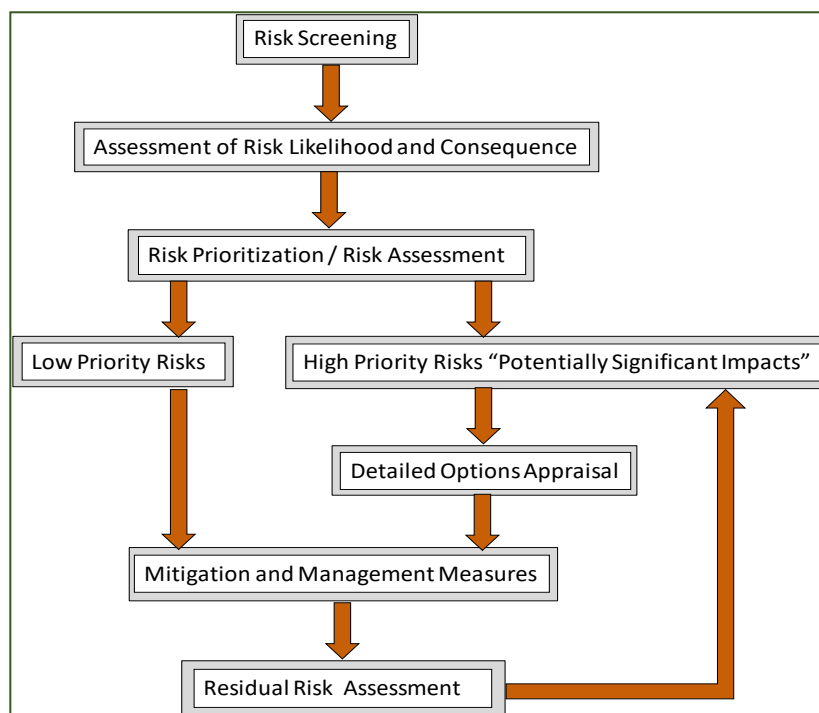 Risk Screening
Assessment of Risk Likelihood and Consequence
Risk Prioritization / Risk Assessment
Low Priority Risks
High Priority Risks “Potentially Significant Impacts”
Detailed Options Appraisal
Mitigation and Management Measures
Residual Risk Assessment